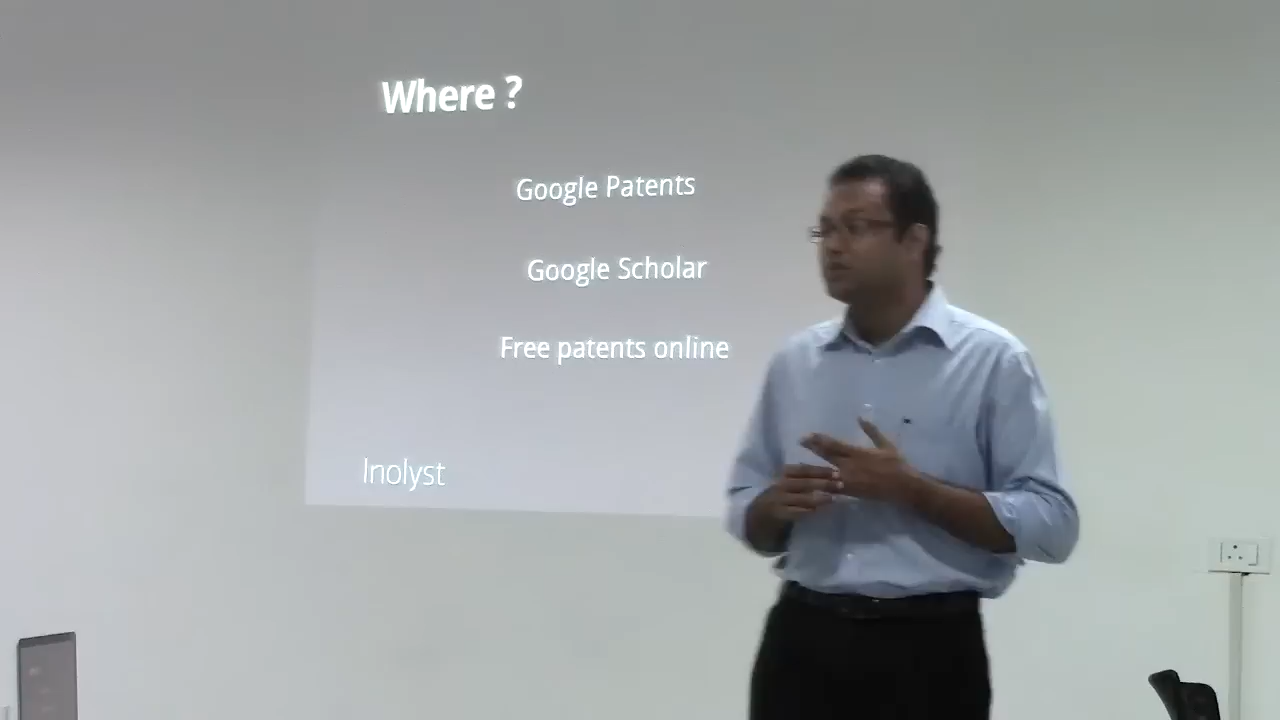 Where ?
Google Patents
Google Scholar
Free patents online
Inolyst